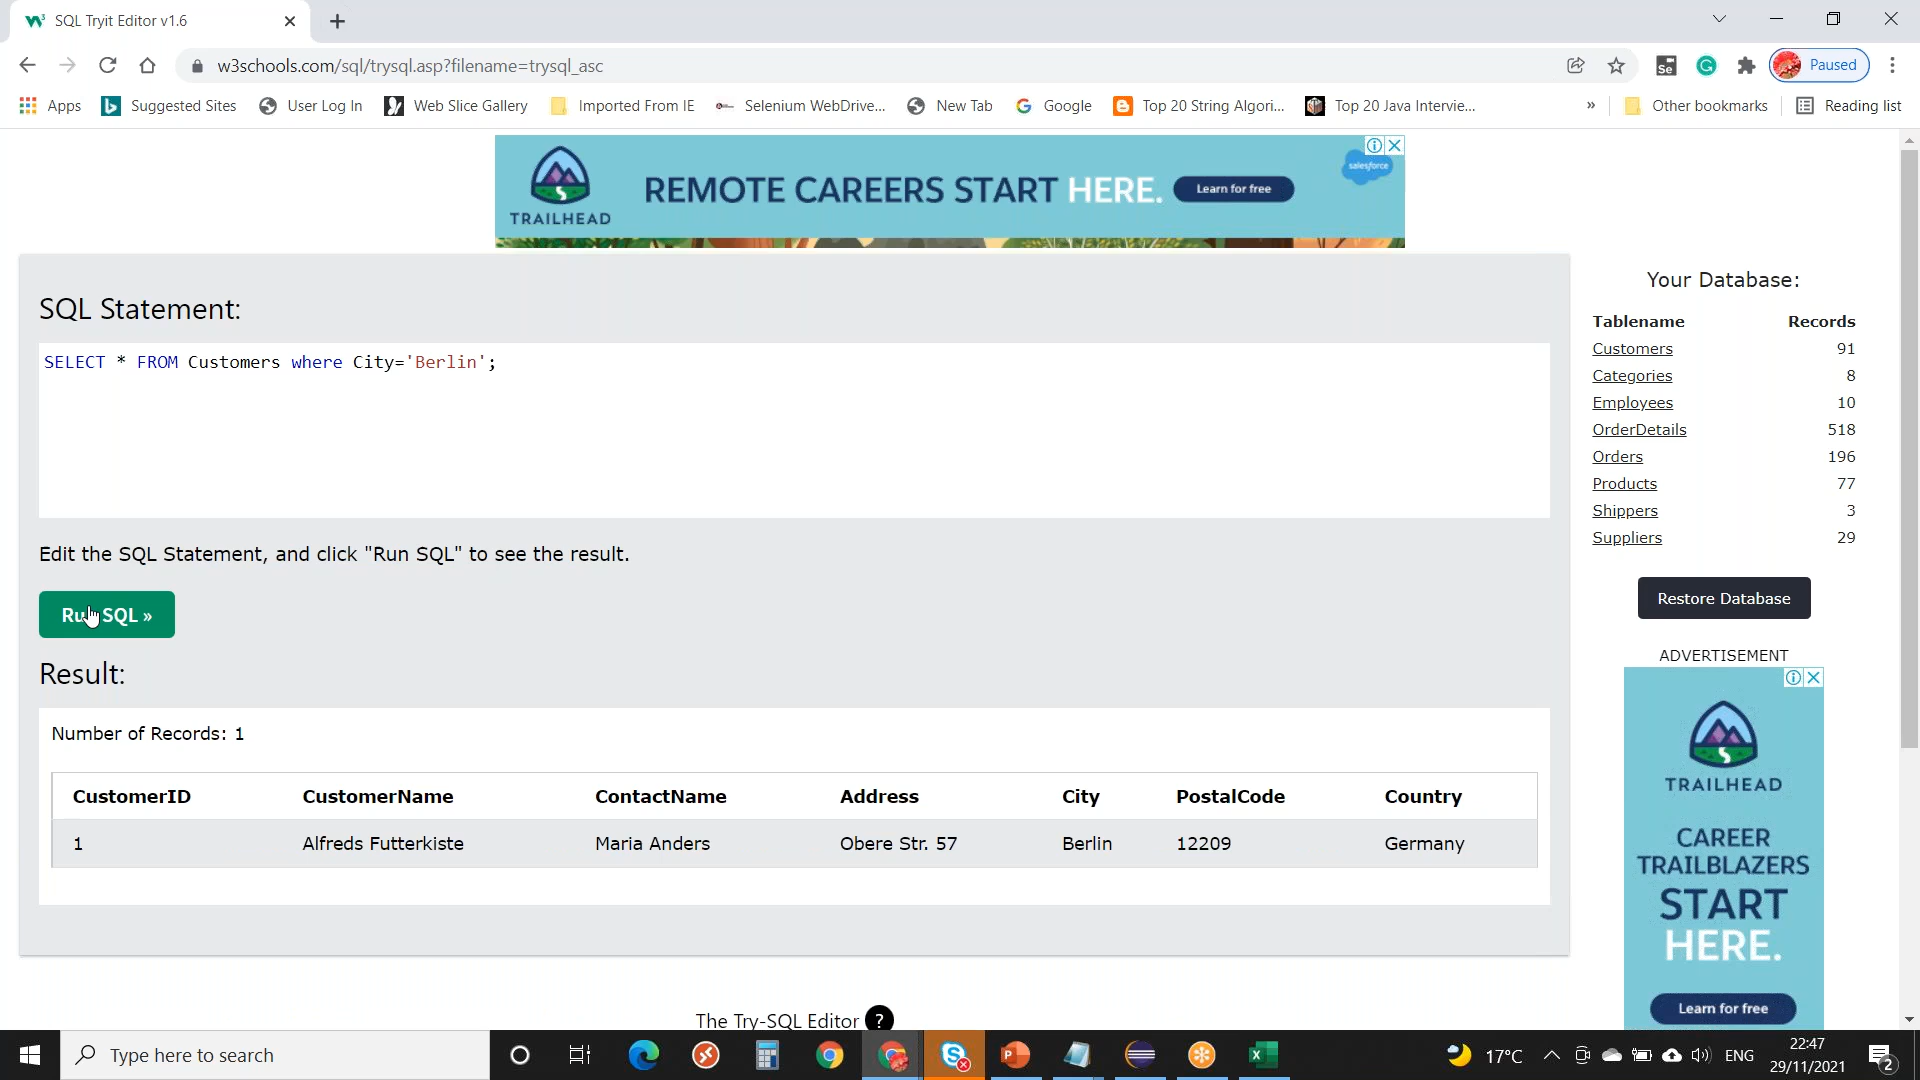 SQL Tryit Editor v1.6
w3schools.com/sql/trysql.asp?filename=trysql_asc
Se
G
Paused
Apps
Suggested Sites
User Log In
Web Slice Gallery
Imported From IE
Selenium WebDrive...
New Tab
Google
Top 20 String Algori...
Top 20 Java Intervie...
»
Other bookmarks
Reading list
TRAILHEAD
REMOTE CAREERS START HERE.
Learn for free
salesforce
SQL Statement:
SELECT * FROM Customers where City='Berlin';
Edit the SQL Statement, and click "Run SQL" to see the result.
Run SQL »
Result:
Number of Records: 1
CustomerID CustomerName ContactName Address City PostalCode Country
1 Alfreds Futterkiste Maria Anders Obere Str. 57 Berlin 12209 Germany
The Try-SQL Editor ?
Your Database:
Tablename Records
Customers 91
Categories 8
Employees 10
OrderDetails 518
Orders 196
Products 77
Shippers 3
Suppliers 29
Restore Database
ADVERTISEMENT
TRAILHEAD
CAREER
TRAILBLAZERS
START
HERE.
Learn for free
Type here to search
17°C
ENG
22:47
29/11/2021
2